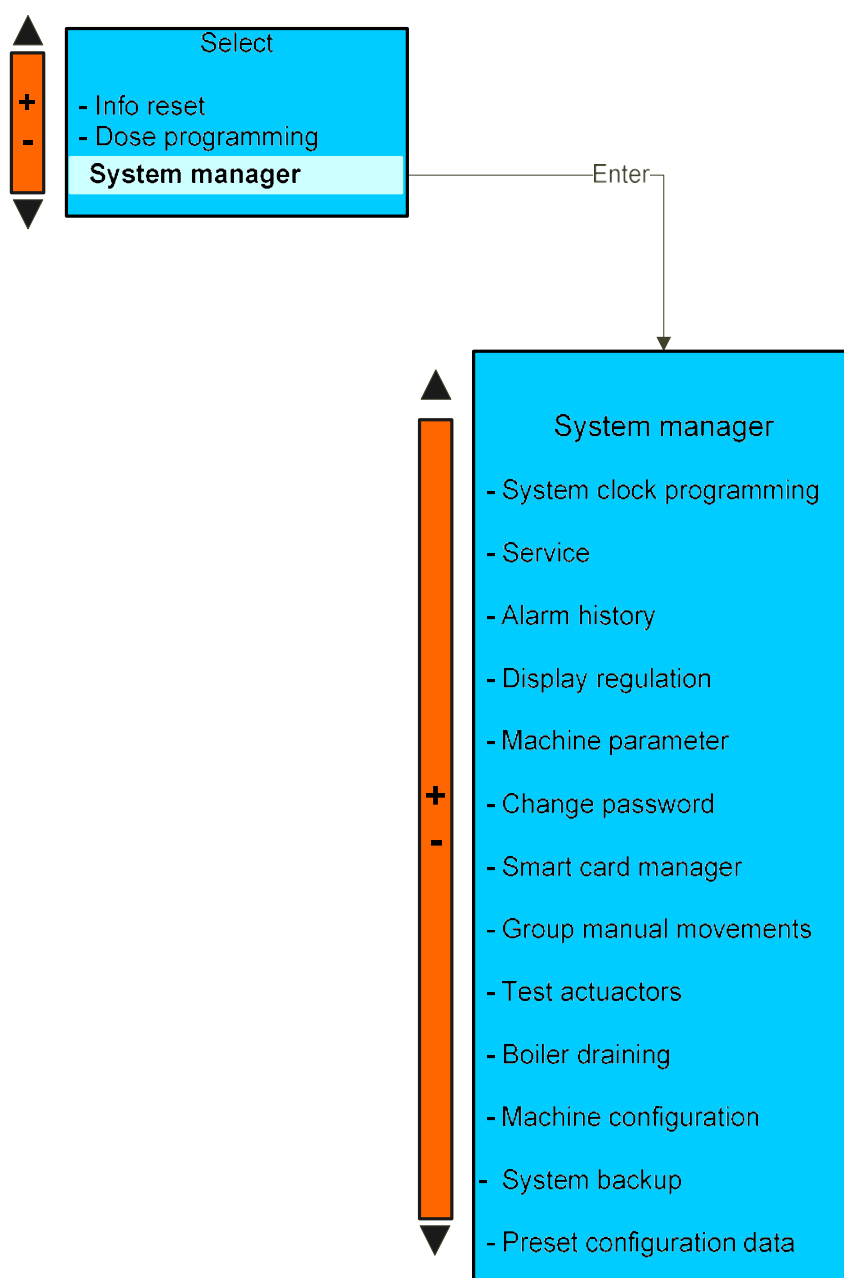 Select
+
-
- Info reset
- Dose programming
System manager
Enter
System manager
- System clock programming
- Service
- Alarm history
- Display regulation
- Machine parameter
+
-
- Change password
- Smart card manager
- Group manual movements
- Test actuactors
- Boiler draining
- Machine configuration
- System backup
- Preset configuration data